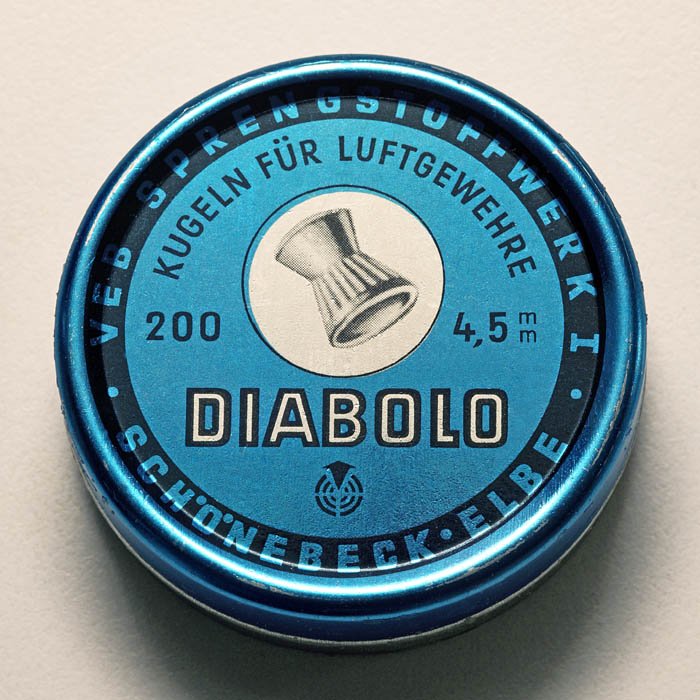 VEB SPRENGSTOFFWERK I
KUGELN FÜR LUFTGEWEHRE
200
4,5 mm
DIABOLO
SCHÖNEBECK · ELBE